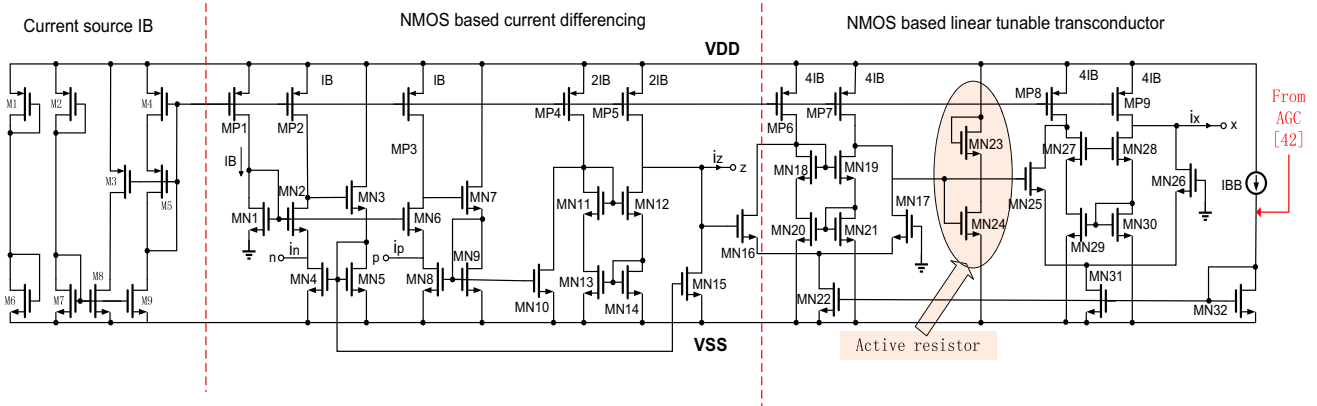 Current source IB
NMOS based current differencing
NMOS based linear tunable transconductor
VDD
IB
IB
2IB
2IB
4IB
4IB
4IB
4IB
M1
M2
M4
MP1
MP2
MP3
MP4
MP5
MP6
MP7
MP8
MP9
From
AGC
[42]
ix
x
IB
M3
M5
MN1
MN2
MN3
MN6
MN7
MN11
MN12
iz
z
MN18
MN19
MN23
MN27
MN28
MN25
MN26
IBB
MN17
MN24
in
n
ip
p
MN16
MN20
MN21
MN29
MN30
M6
M7
M8
M9
MN4
MN5
MN8
MN9
MN10
MN13
MN14
MN15
MN22
MN31
MN32
VSS
Active resistor